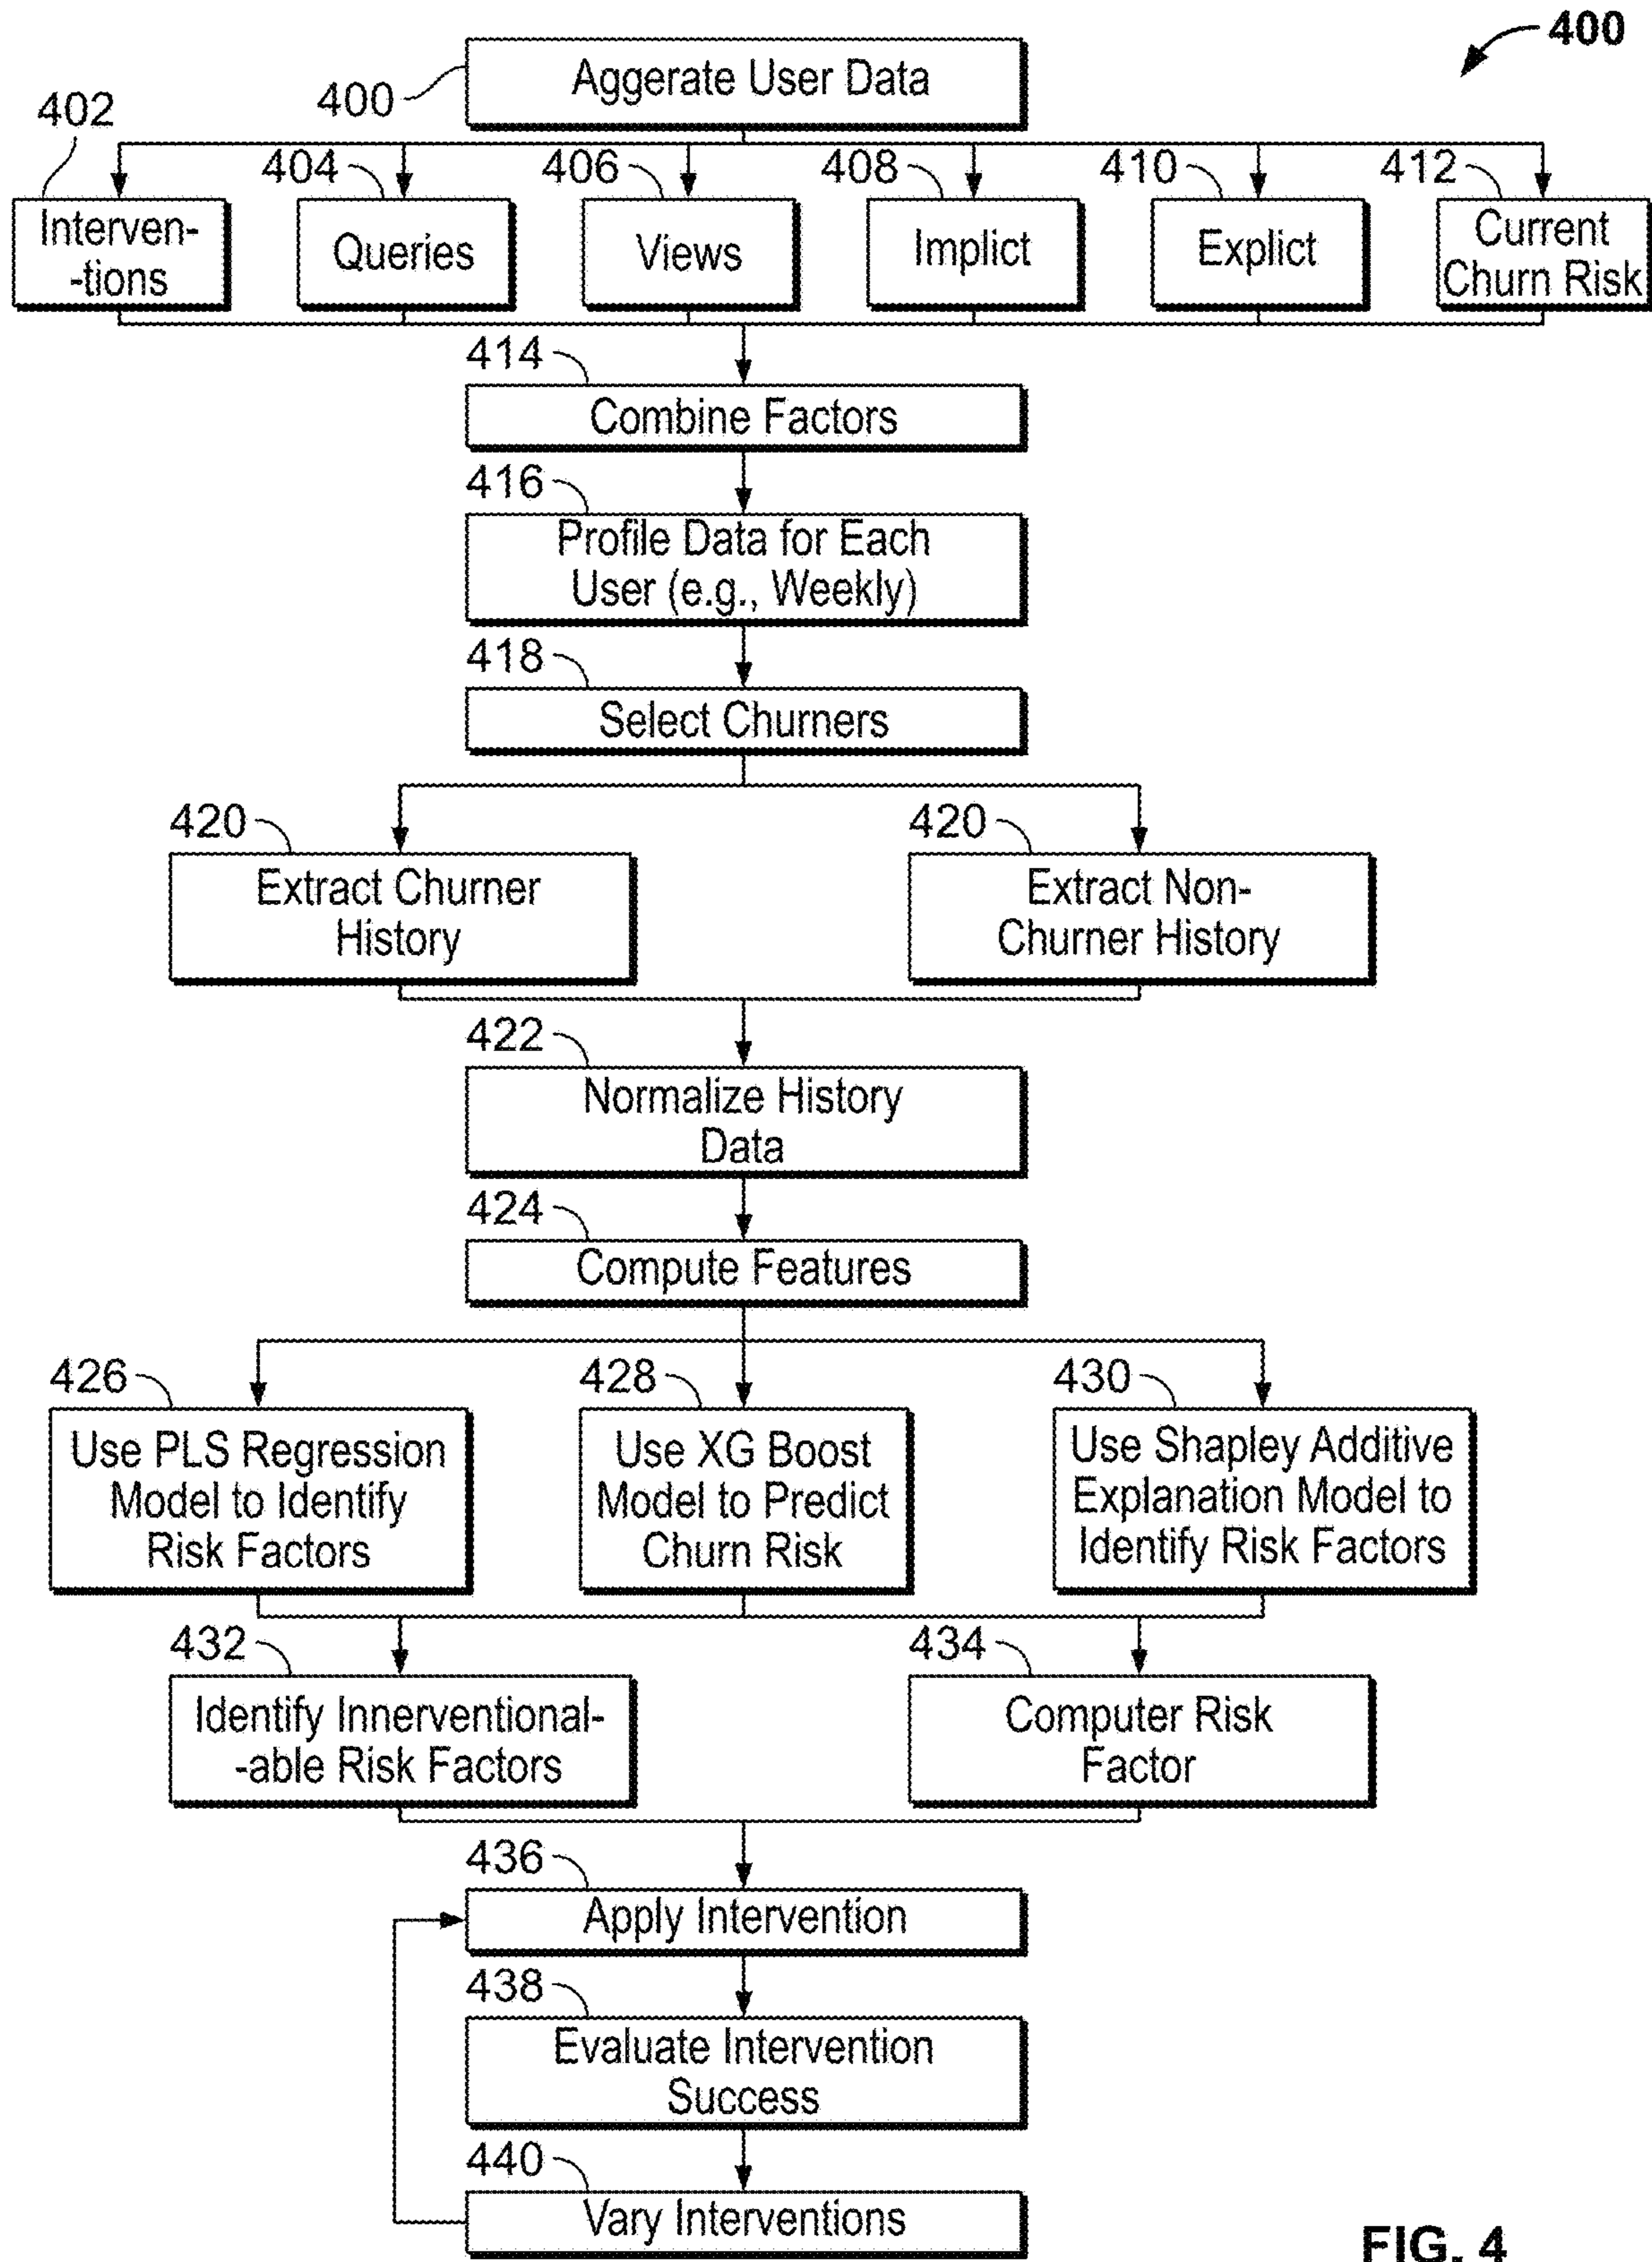 400
400
Aggerate User Data
402
404
406
408
410
412
Interven-
-tions
Queries
Views
Implict
Explict
Current
Churn Risk
414
Combine Factors
416
Profile Data for Each
User (e.g., Weekly)
418
Select Churners
420
Extract Churner
History
420
Extract Non-
Churner History
422
Normalize History
Data
424
Compute Features
426
Use PLS Regression
Model to Identify
Risk Factors
428
Use XG Boost
Model to Predict
Churn Risk
430
Use Shapley Additive
Explanation Model to
Identify Risk Factors
432
Identify Innerventional-
-able Risk Factors
434
Computer Risk
Factor
436
Apply Intervention
438
Evaluate Intervention
Success
440
Vary Interventions
FIG. 4